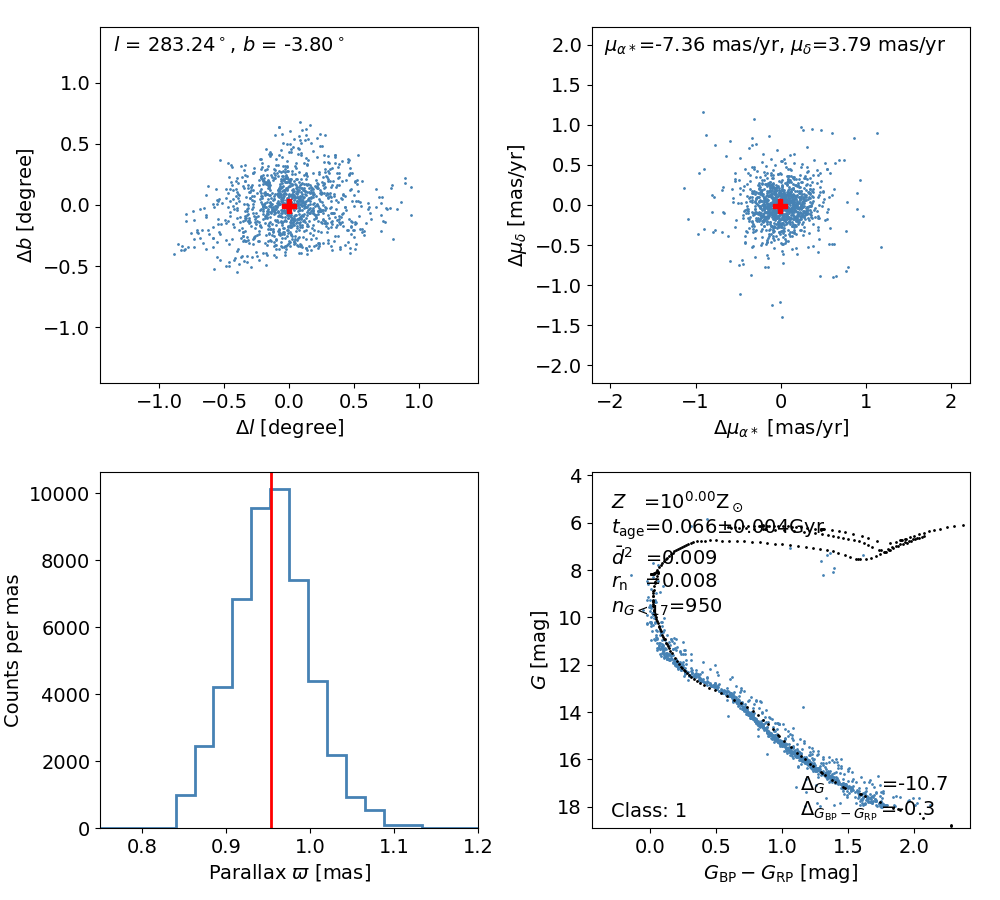 l = 283.24°, b = -3.80°
1.0
0.5
0.0
−0.5
−1.0
Δb [degree]
−1.0 −0.5 0.0 0.5 1.0
Δl [degree]
μα*=-7.36 mas/yr, μδ=3.79 mas/yr
2.0
1.5
1.0
0.5
0.0
−0.5
−1.0
−1.5
−2.0
Δμδ [mas/yr]
−2 −1 0 1 2
Δμα* [mas/yr]
10000
8000
6000
4000
2000
0
Counts per mas
0.8 0.9 1.0 1.1 1.2
Parallax ϖ [mas]
4
6
8
10
12
14
16
18
G [mag]
Z =10^0.00 Z⊙
t_age=0.066±0.004Gyr
d̄² =0.009
r_n =0.008
n_G<17=950
Δ_G =-10.7
Class: 1
Δ_GBP−GRP =-0.3
0.0 0.5 1.0 1.5 2.0
GBP − GRP [mag]